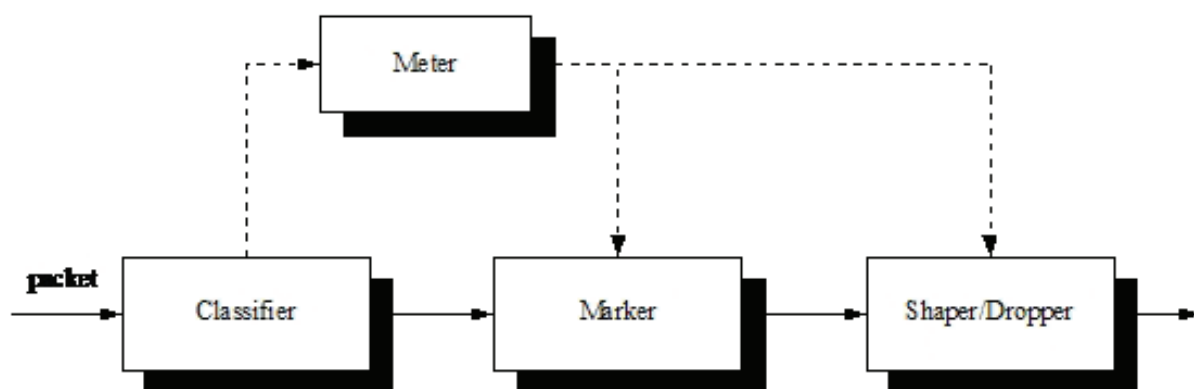 Meter
packet
Classifier
Marker
Shaper/Dropper